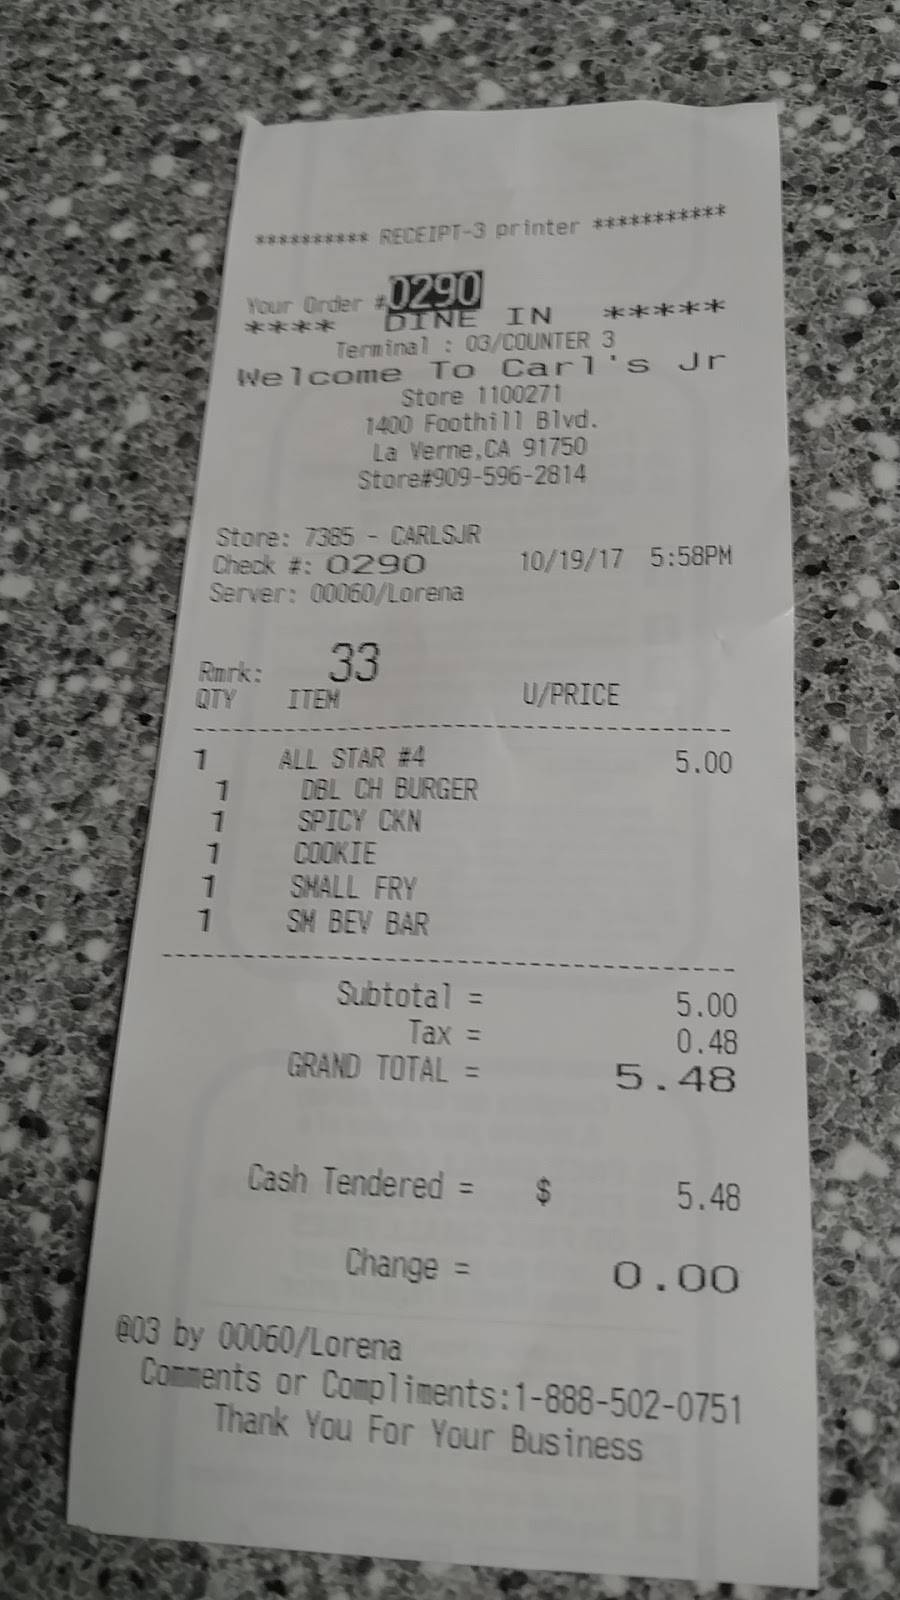 ********** RECEIPT-3 printer ***********
Your Order #0290
**** DINE IN *****
Terminal : 03/COUNTER 3
Welcome To Carl's Jr
Store 1100271
1400 Foothill Blvd.
La Verne,CA 91750
Store#909-596-2814
Store: 7385 - CARLSJR
Check #: 0290 10/19/17 5:58PM
Server: 00060/Lorena
Rmrk: 33
QTY ITEM U/PRICE
----------------------------------------
1 ALL STAR #4 5.00
1 DBL CH BURGER
1 SPICY CKN
1 COOKIE
1 SMALL FRY
1 SM BEV BAR
----------------------------------------
Subtotal = 5.00
Tax = 0.48
GRAND TOTAL = 5.48
Cash Tendered = $ 5.48
Change = 0.00
@03 by 00060/Lorena
Comments or Compliments:1-888-502-0751
Thank You For Your Business